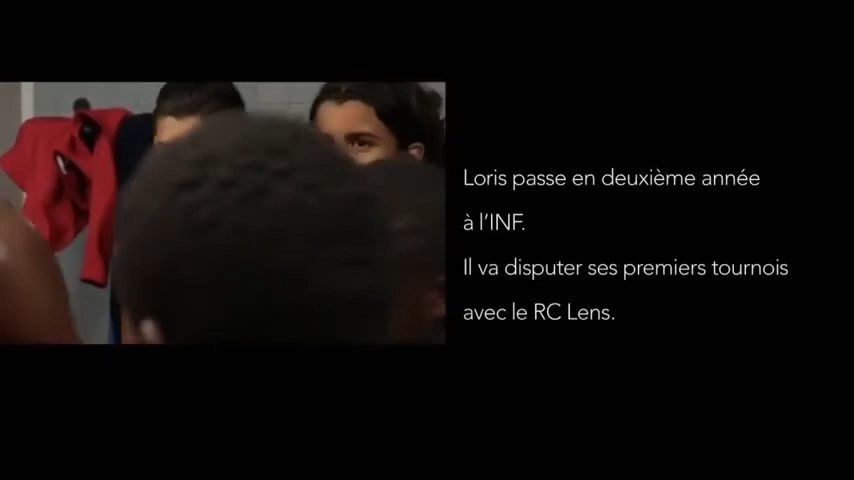 Loris passe en deuxième année
à l'INF.
Il va disputer ses premiers tournois
avec le RC Lens.